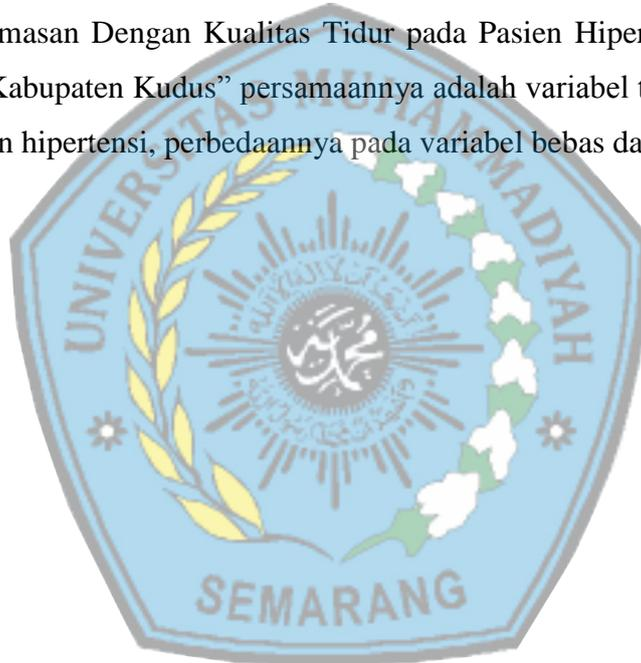 masan Dengan Kualitas Tidur pada Pasien Hiper
Kabupaten Kudus” persamaannya adalah variabel t
n hipertensi, perbedaannya pada variabel bebas da
UNIVERSITAS MUHAMMADIYAH
محمدية
SEMARANG